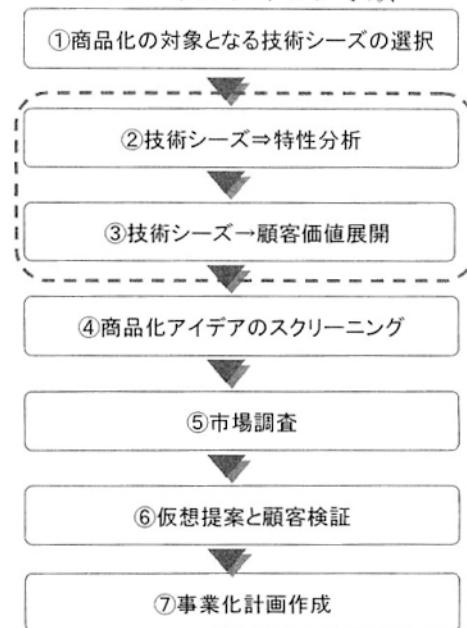 ①商品化の対象となる技術シーズの選択
②技術シーズ⇒特性分析
③技術シーズ→顧客価値展開
④商品化アイデアのスクリーニング
⑤市場調査
⑥仮想提案と顧客検証
⑦事業化計画作成